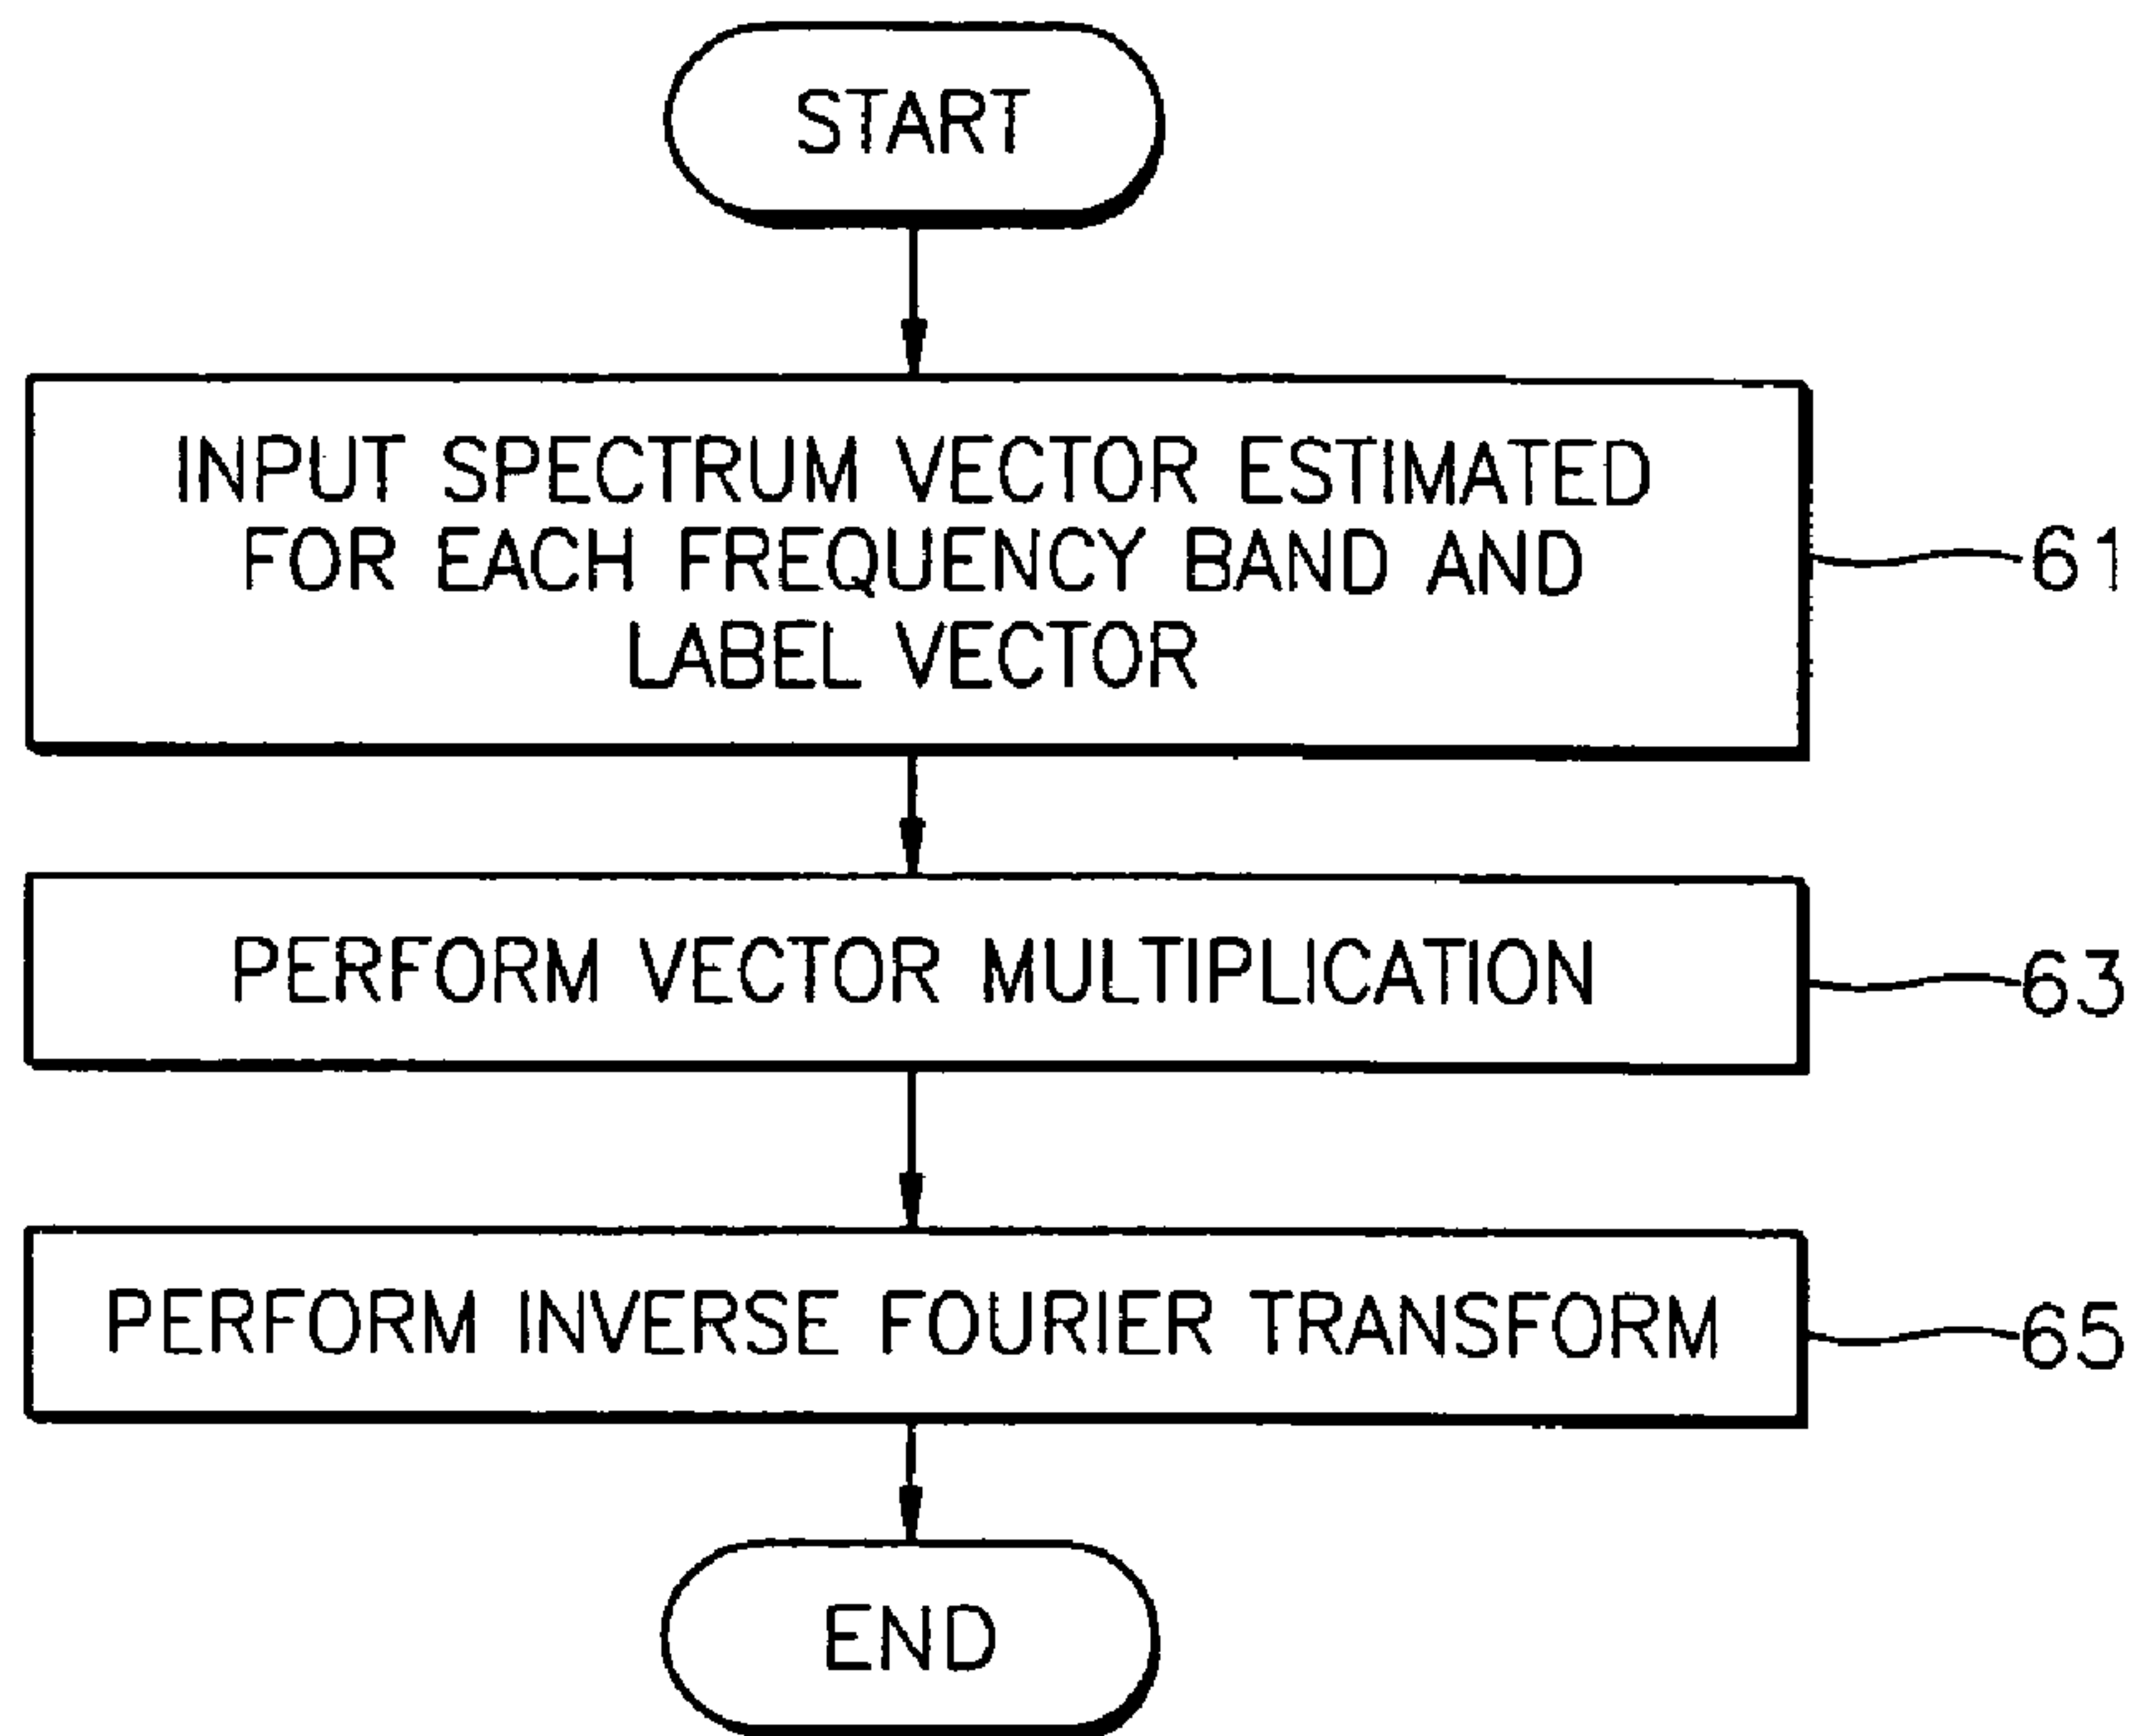 START
INPUT SPECTRUM VECTOR ESTIMATED
FOR EACH FREQUENCY BAND AND
LABEL VECTOR
61
PERFORM VECTOR MULTIPLICATION
63
PERFORM INVERSE FOURIER TRANSFORM
65
END